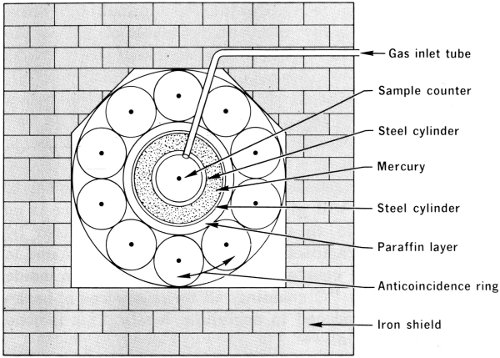 Gas inlet tube
Sample counter
Steel cylinder
Mercury
Steel cylinder
Paraffin layer
Anticoincidence ring
Iron shield